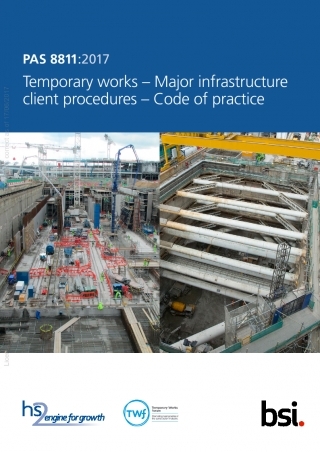 PAS 8811:2017
Temporary works – Major infrastructure
client procedures – Code of practice
hs2
engine for growth
TWf
Temporary Works
forum
bsi.